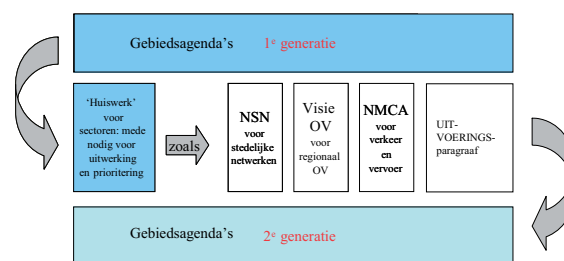 Gebiedsagenda's 1e generatie
'Huiswerk'
voor
sectoren: mede
nodig voor
uitwerking
en prioritering
zoals
NSN
voor
stedelijke
netwerken
Visie
OV
voor
regionaal
OV
NMCA
voor
verkeer
en
vervoer
UIT-
VOERINGS-
paragraaf
Gebiedsagenda's 2e generatie